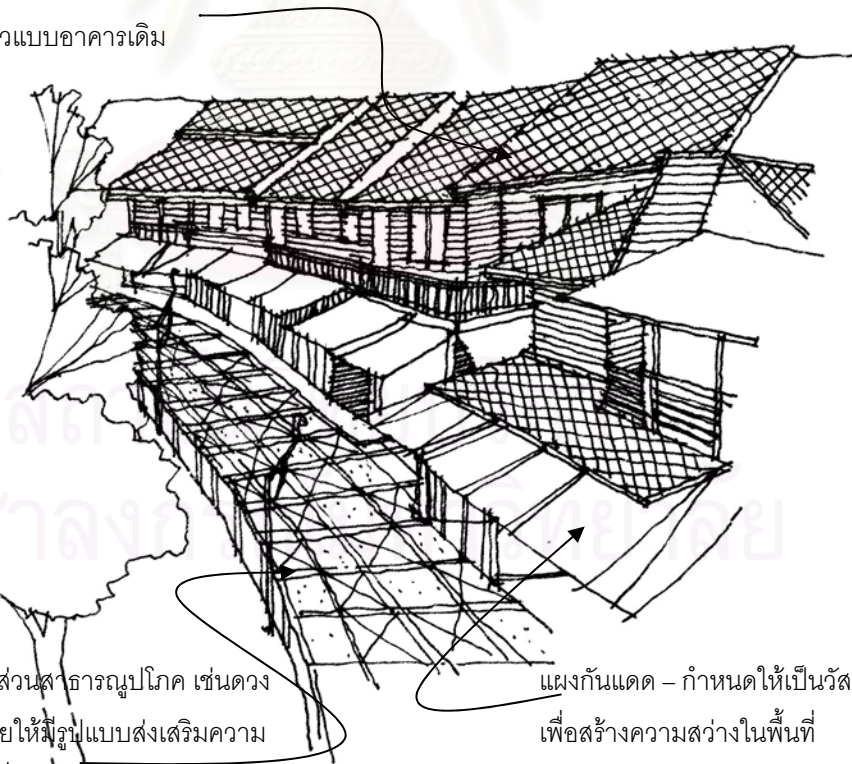 วแบบอาคารเดิม
ส่วนสาธารณูปโภค เช่นดวง
ยให้มีรูปแบบส่งเสริมความ
แผงกันแดด – กำหนดให้เป็นวัส
เพื่อสร้างความสว่างในพื้นที่